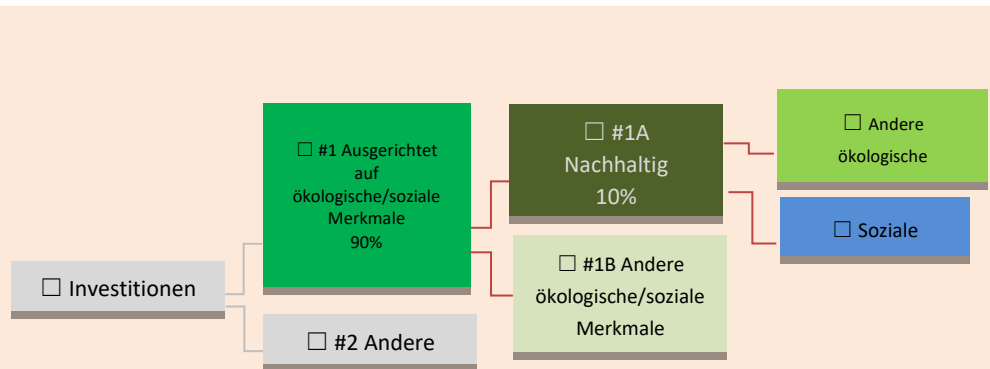 ☐ Investitionen
☐ #1 Ausgerichtet
auf
ökologische/soziale
Merkmale
90%
☐ #2 Andere
☐ #1A
Nachhaltig
10%
☐ #1B Andere
ökologische/soziale
Merkmale
☐ Andere
ökologische
☐ Soziale